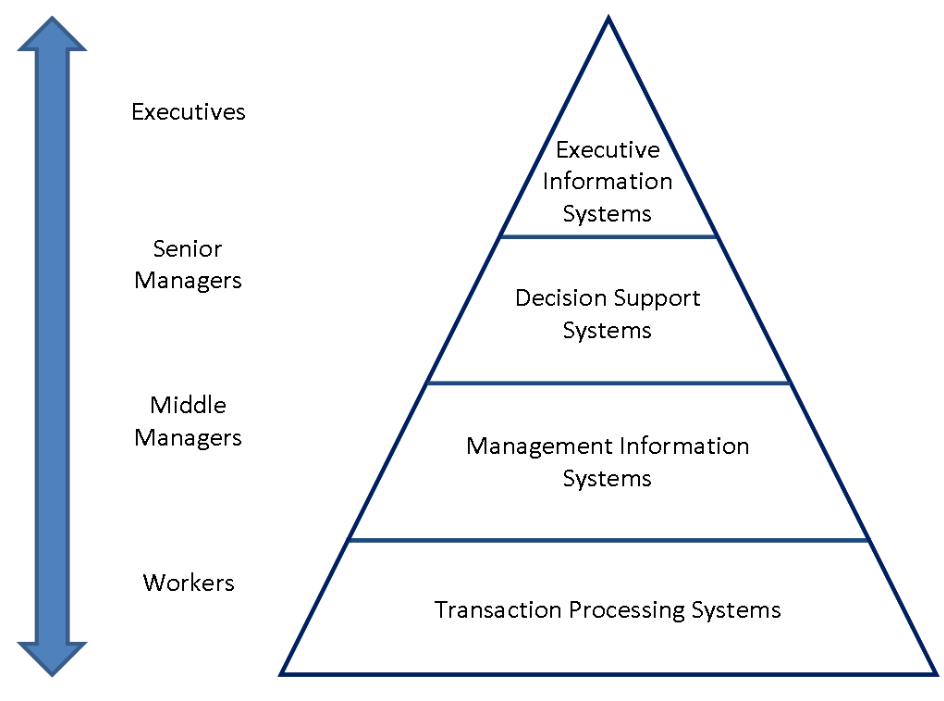 Executives
Executive
Information
Systems
Senior
Managers
Decision Support
Systems
Middle
Managers
Management Information
Systems
Workers
Transaction Processing Systems